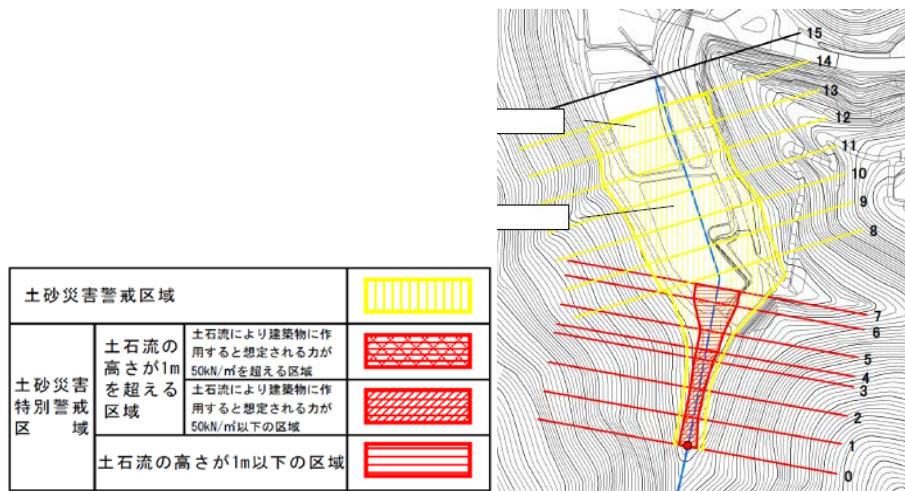 土砂災害警戒区域
土砂災害
特別警戒
区　　域
土石流の
高さが1m
を超える
区域
土石流により建築物に作
用すると想定される力が
50kN/㎡を超える区域
土石流により建築物に作
用すると想定される力が
50kN/㎡以下の区域
土石流の高さが1m以下の区域
15
14
13
12
11
10
9
8
7
6
5
4
3
2
1
0